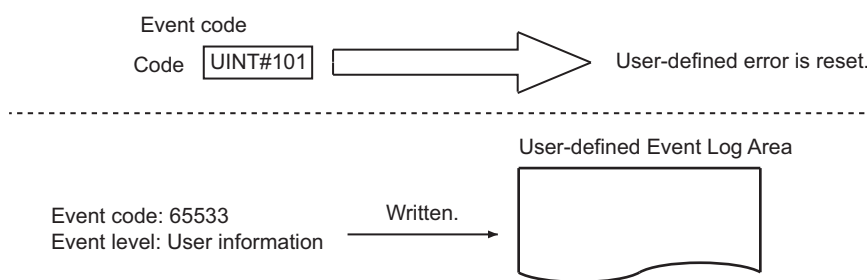 Event code
Code UINT#101 User-defined error is reset.
User-defined Event Log Area
Event code: 65533
Event level: User information
Written.